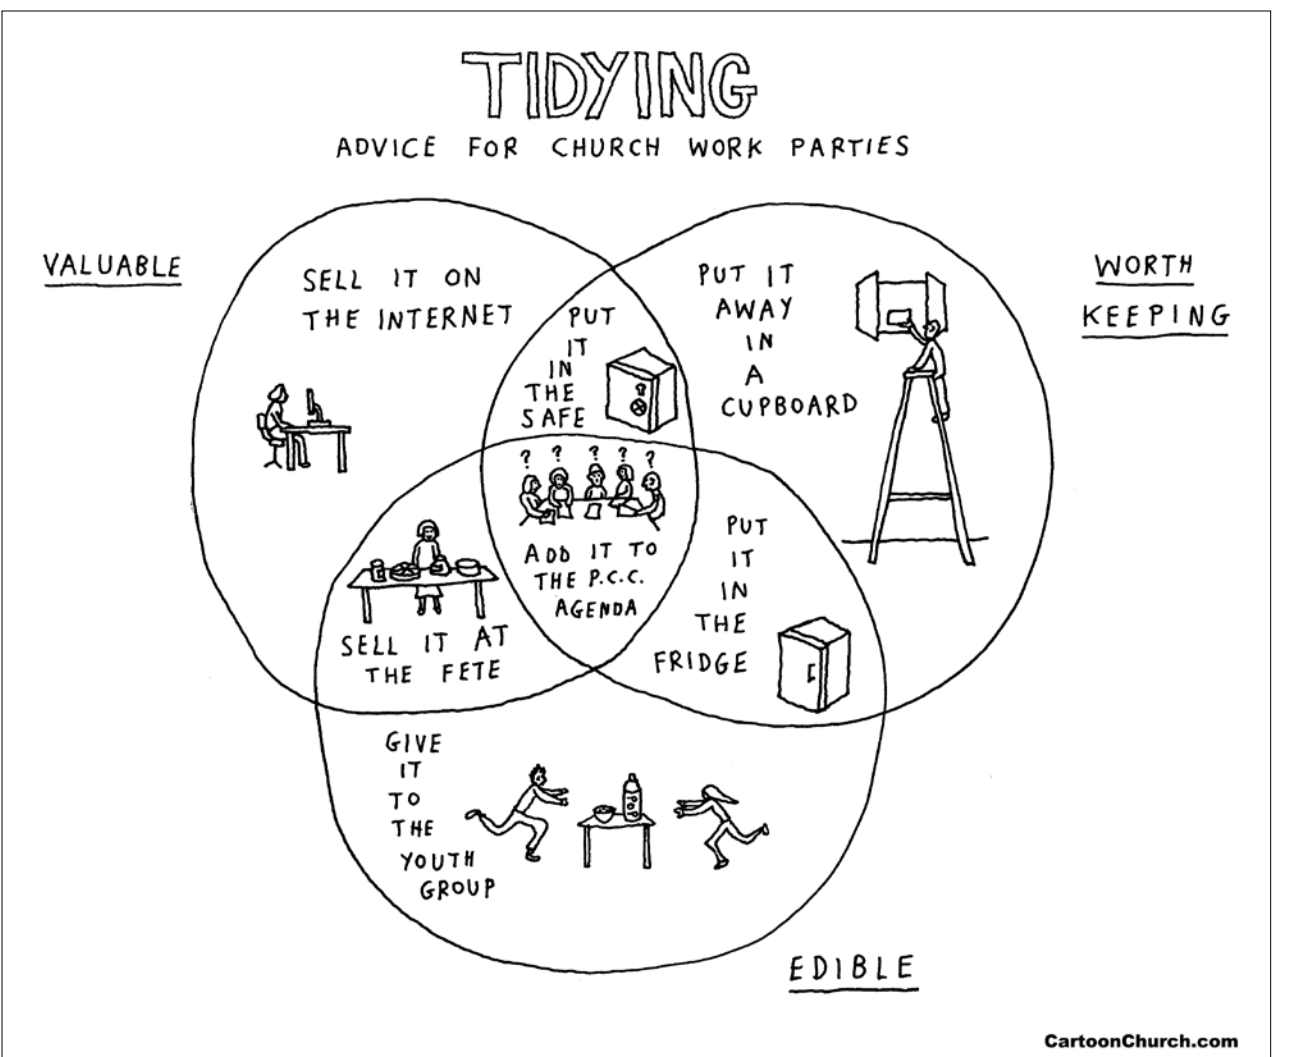 TIDYING
ADVICE FOR CHURCH WORK PARTIES
VALUABLE
WORTH
KEEPING
SELL IT ON
THE INTERNET
PUT
IT
IN
THE
SAFE
PUT IT
AWAY
IN
A
CUPBOARD
? ? ? ? ?
ADD IT TO
THE P.C.C.
AGENDA
SELL IT AT
THE FETE
PUT
IT
IN
THE
FRIDGE
GIVE
IT
TO
THE
YOUTH
GROUP
POP
EDIBLE
CartoonChurch.com